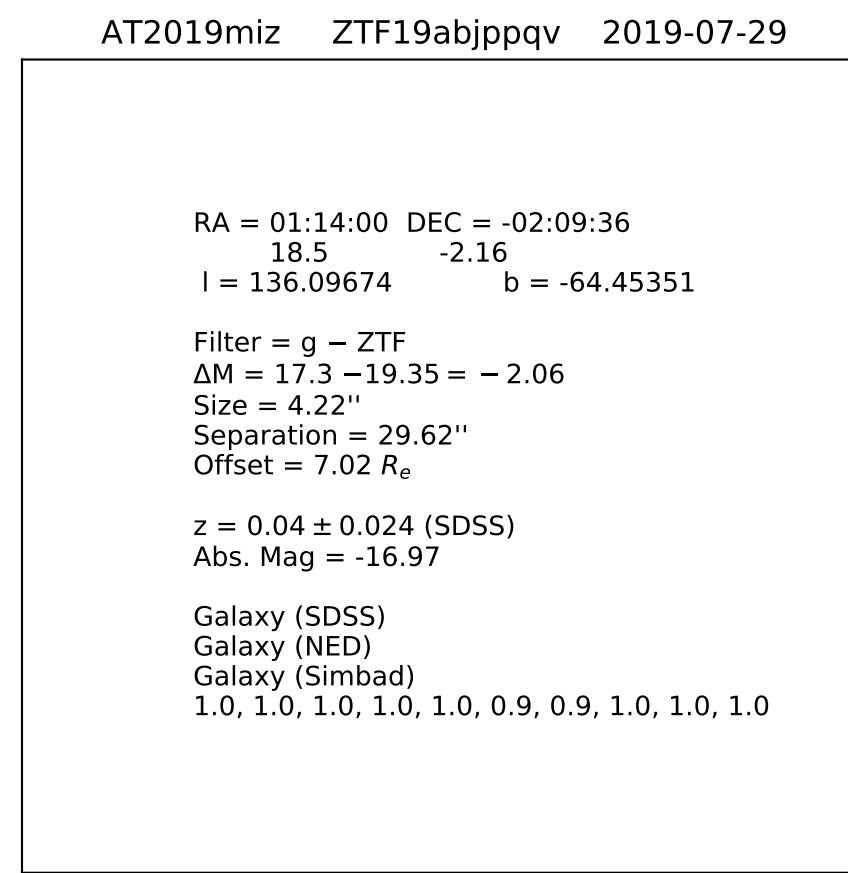 AT2019miz ZTF19abjppqv 2019-07-29
RA = 01:14:00 DEC = -02:09:36
18.5 -2.16
l = 136.09674 b = -64.45351
Filter = g − ZTF
ΔM = 17.3 −19.35 = − 2.06
Size = 4.22''
Separation = 29.62''
Offset = 7.02 Rₑ
z = 0.04 ± 0.024 (SDSS)
Abs. Mag = -16.97
Galaxy (SDSS)
Galaxy (NED)
Galaxy (Simbad)
1.0, 1.0, 1.0, 1.0, 1.0, 0.9, 0.9, 1.0, 1.0, 1.0